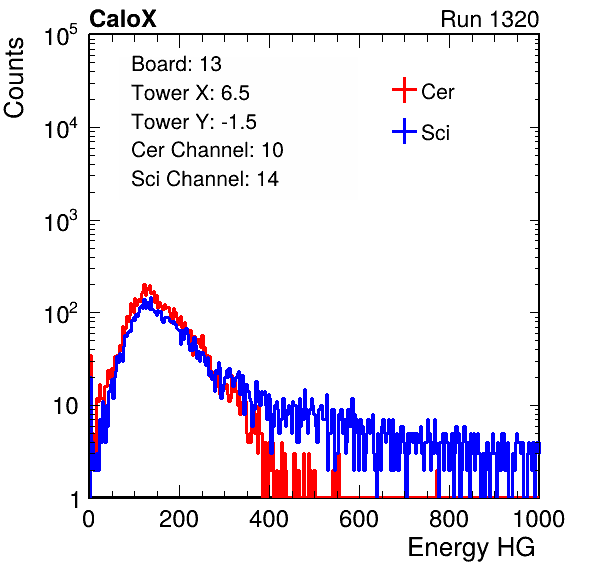 CaloX Run 1320
Board: 13
Tower X: 6.5
Tower Y: -1.5
Cer Channel: 10
Sci Channel: 14
Cer
Sci
Counts
10^5
10^4
10^3
10^2
10
1
0 200 400 600 800 1000
Energy HG